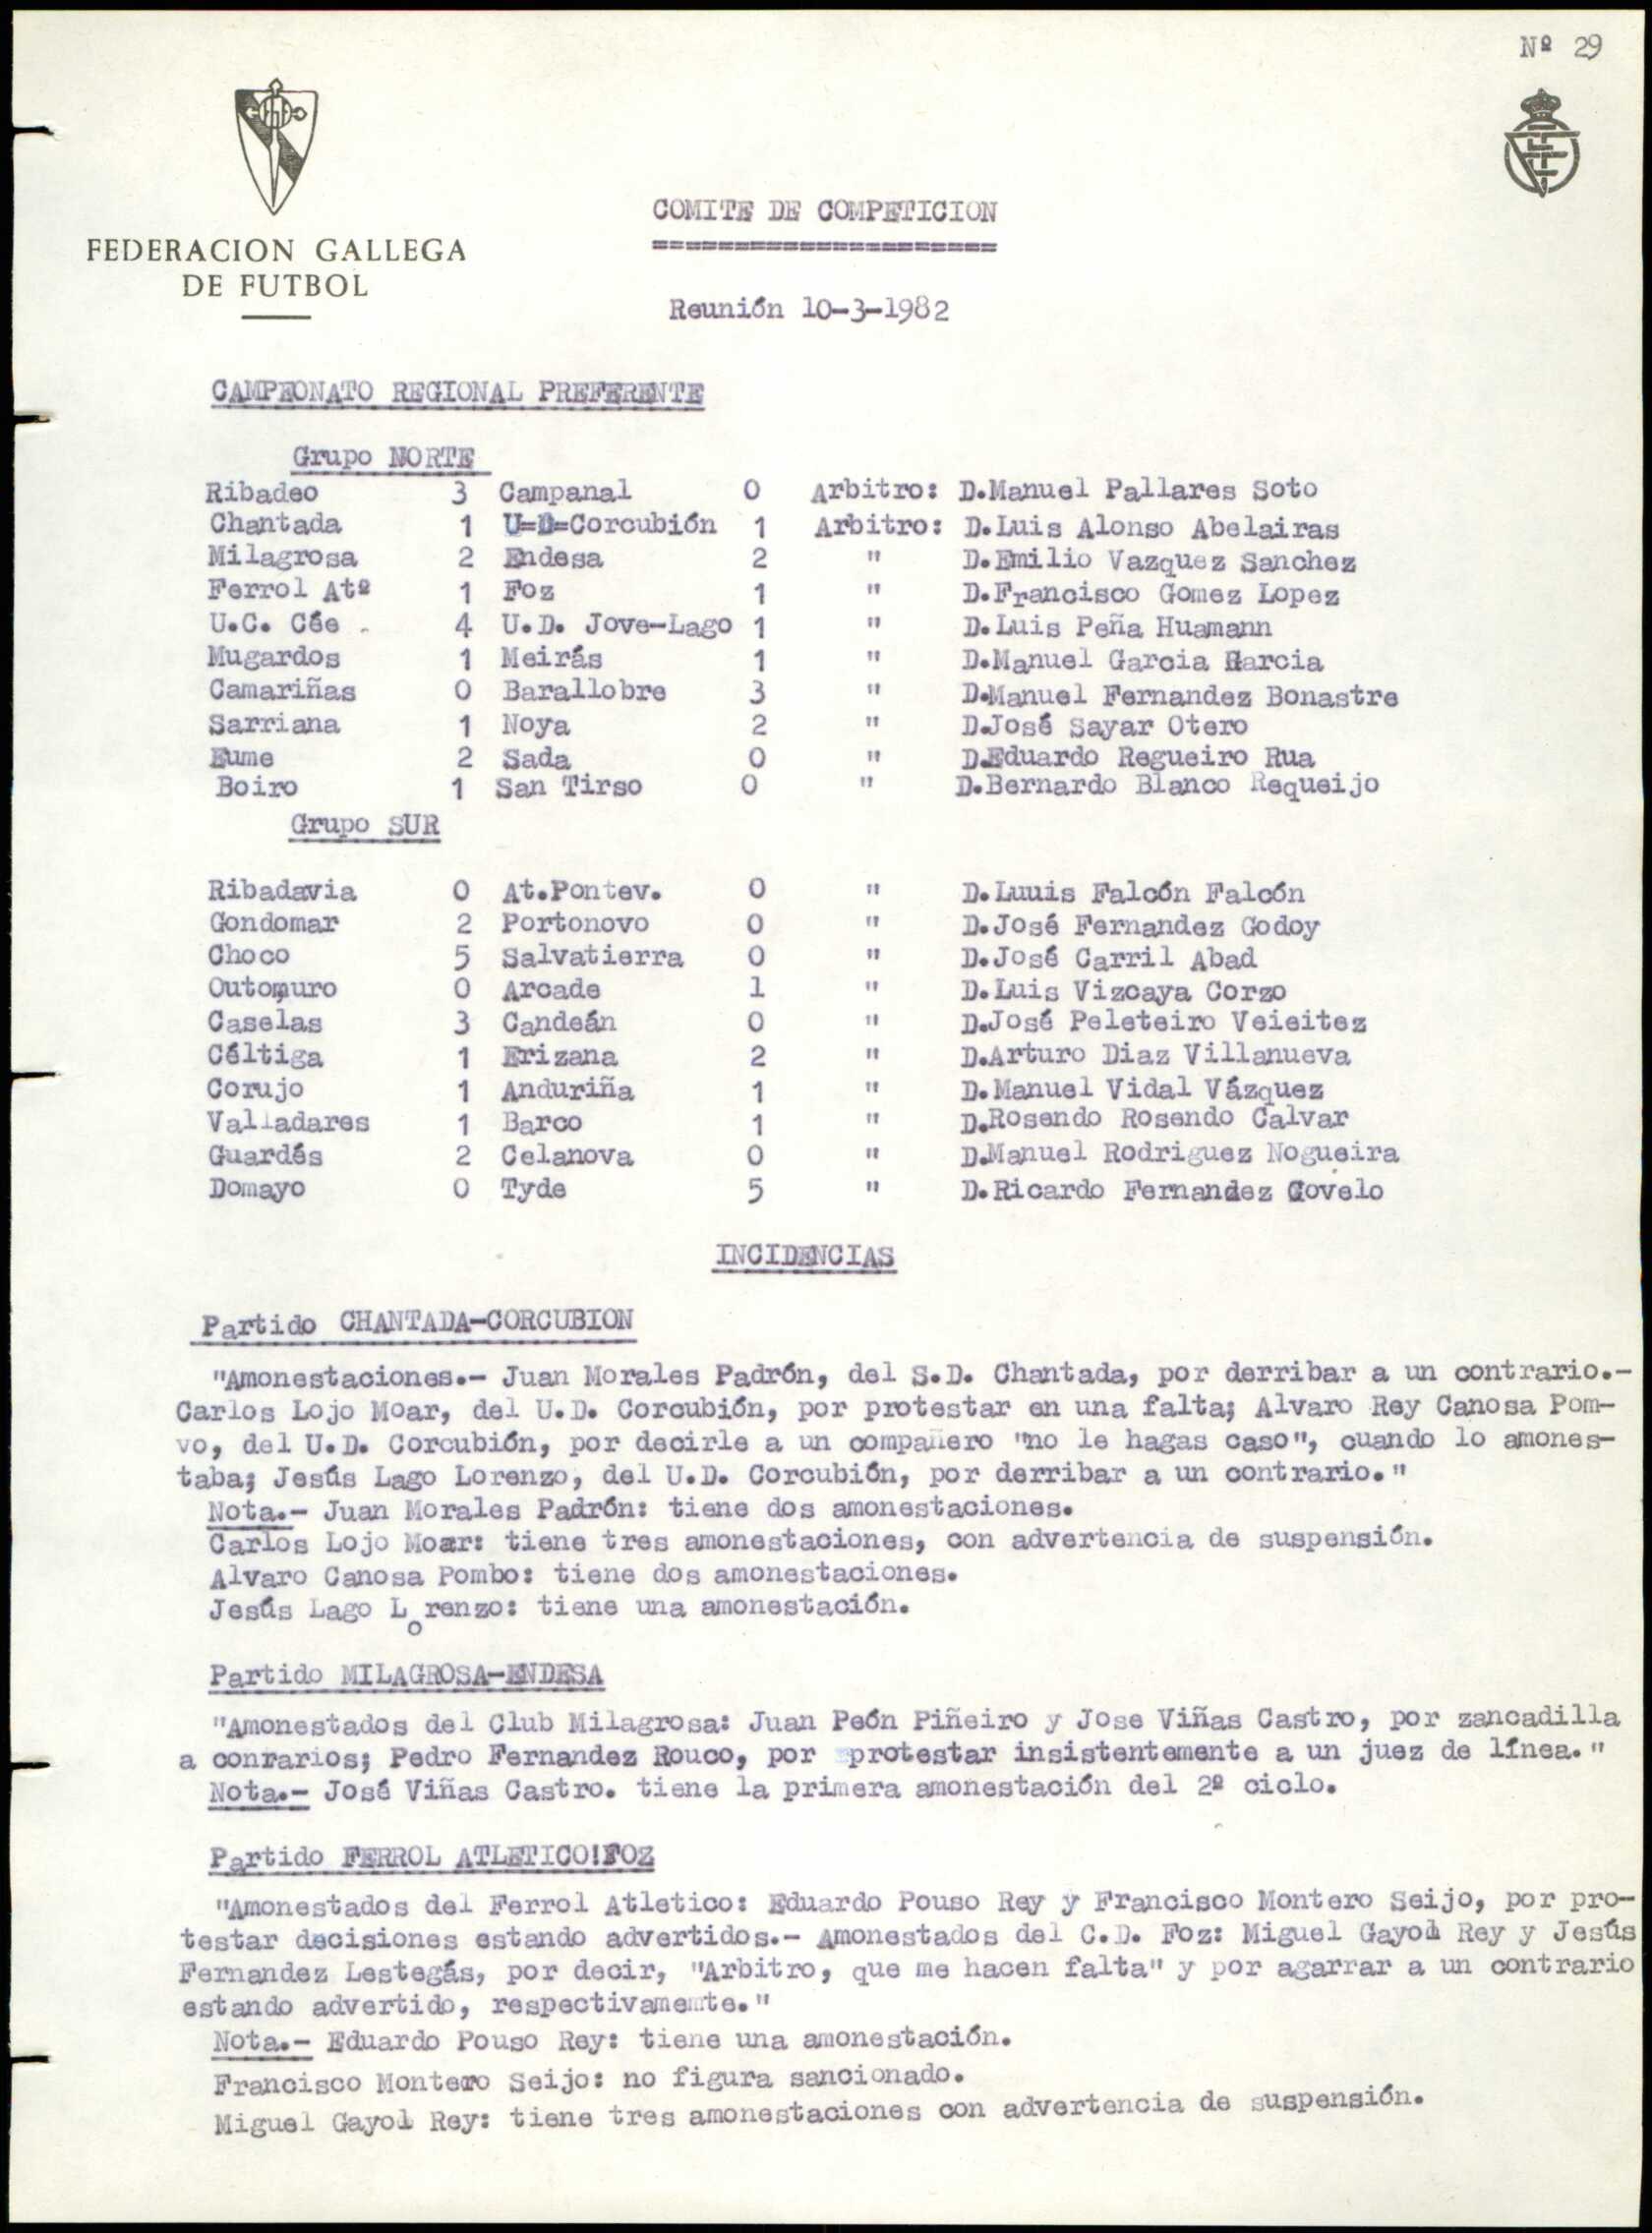 Nº 29
FEDERACION GALLEGA
DE FUTBOL
COMITE DE COMPETICION
=====================
Reunión 10-3-1982
CAMPEONATO REGIONAL PREFERENTE
Grupo NORTE
Ribadeo 3 Campanal 0 Arbitro: D.Manuel Pallares Soto
Chantada 1 U=D=Corcubión 1 Arbitro: D.Luis Alonso Abelairas
Milagrosa 2 Endesa 2 " D.Emilio Vazquez Sanchez
Ferrol Atº 1 Foz 1 " D.Francisco Gomez Lopez
U.C. Cée 4 U.D. Jove-Lago 1 " D.Luis Peña Huamann
Mugardos 1 Meirás 1 " D.Manuel Garcia Garcia
Camariñas 0 Barallobre 3 " D.Manuel Fernandez Bonastre
Sarriana 1 Noya 2 " D.José Sayar Otero
Eume 2 Sada 0 " D.Eduardo Regueiro Rua
Boiro 1 San Tirso 0 " D.Bernardo Blanco Requeijo
Grupo SUR
Ribadavia 0 At.Pontev. 0 " D.Luuis Falcón Falcón
Gondomar 2 Portonovo 0 " D.José Fernandez Godoy
Choco 5 Salvatierra 0 " D.José Carril Abad
Outomuro 0 Arcade 1 " D.Luis Vizcaya Corzo
Caselas 3 Candeán 0 " D.José Peleteiro Veieitez
Céltiga 1 Erizana 2 " D.Arturo Diaz Villanueva
Corujo 1 Anduriña 1 " D.Manuel Vidal Vázquez
Valladares 1 Barco 1 " D.Rosendo Rosendo Calvar
Guardés 2 Celanova 0 " D.Manuel Rodriguez Nogueira
Domayo 0 Tyde 5 " D.Ricardo Fernandez Covelo
INCIDENCIAS
Partido CHANTADA-CORCUBION
"Amonestaciones.- Juan Morales Padrón, del S.D. Chantada, por derribar a un contrario.-
Carlos Lojo Moar, del U.D. Corcubión, por protestar en una falta; Alvaro Rey Canosa Pom-
vo, del U.D. Corcubión, por decirle a un compañero "no le hagas caso", cuando lo amones-
taba; Jesús Lago Lorenzo, del U.D. Corcubión, por derribar a un contrario."
Nota.- Juan Morales Padrón: tiene dos amonestaciones.
Carlos Lojo Moar: tiene tres amonestaciones, con advertencia de suspensión.
Alvaro Canosa Pombo: tiene dos amonestaciones.
Jesús Lago Lorenzo: tiene una amonestación.
Partido MILAGROSA-ENDESA
"Amonestados del Club Milagrosa: Juan Peón Piñeiro y Jose Viñas Castro, por zancadilla
a conrarios; Pedro Fernandez Rouco, por protestar insistentemente a un juez de línea."
Nota.- José Viñas Castro. tiene la primera amonestación del 2º ciclo.
Partido FERROL ATLETICO!FOZ
"Amonestados del Ferrol Atletico: Eduardo Pouso Rey y Francisco Montero Seijo, por pro-
testar decisiones estando advertidos.- Amonestados del C.D. Foz: Miguel Gayol Rey y Jesús
Fernandez Lestegás, por decir, "Arbitro, que me hacen falta" y por agarrar a un contrario
estando advertido, respectivamente."
Nota.- Eduardo Pouso Rey: tiene una amonestación.
Francisco Montero Seijo: no figura sancionado.
Miguel Gayol Rey: tiene tres amonestaciones con advertencia de suspensión.